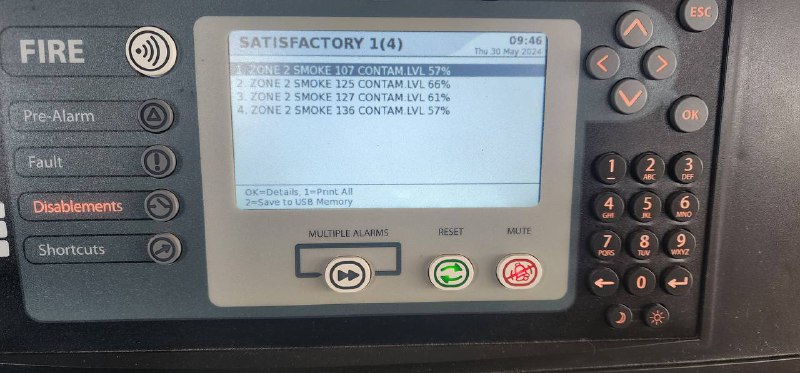 FIRE
Pre-Alarm
Fault
Disablements
Shortcuts
SATISFACTORY 1(4)
09:46
Thu 30 May 2024
1. ZONE 2 SMOKE 107 CONTAM.LVL 57%
2. ZONE 2 SMOKE 125 CONTAM.LVL 66%
3. ZONE 2 SMOKE 127 CONTAM.LVL 61%
4. ZONE 2 SMOKE 136 CONTAM.LVL 57%
OK=Details, 1=Print All
2=Save to USB Memory
MULTIPLE ALARMS
RESET
MUTE
ESC
OK
1 2 3
_ ABC DEF
4 5 6
GHI JKL MNO
7 8 9
PQRS TUV WXYZ
0